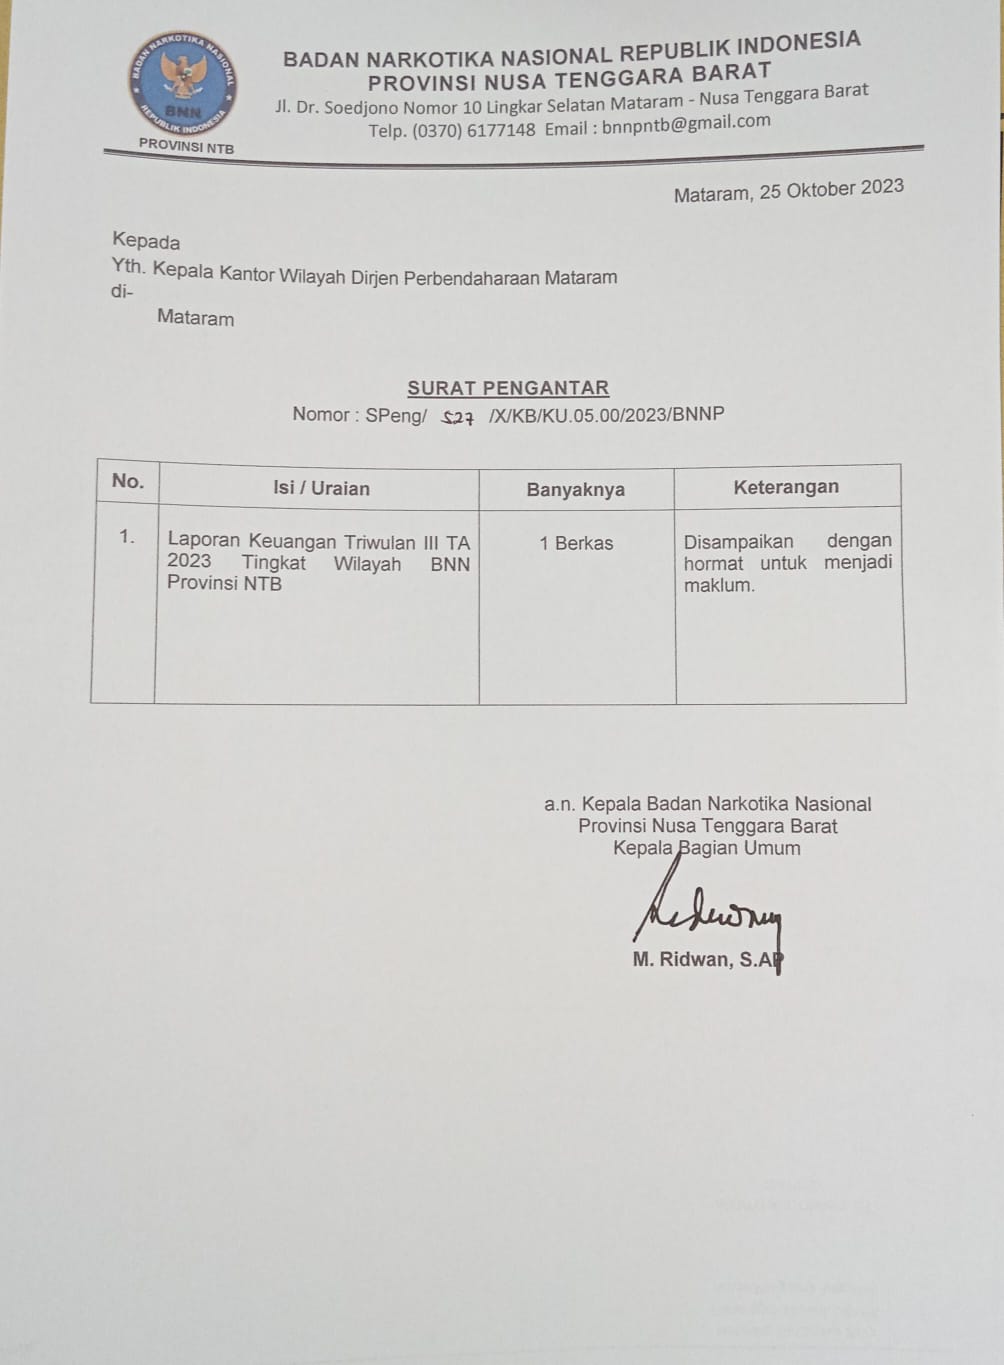 BADAN NARKOTIKA NASIONAL
BNN
REPUBLIK INDONESIA
PROVINSI NTB
BADAN NARKOTIKA NASIONAL REPUBLIK INDONESIA
PROVINSI NUSA TENGGARA BARAT
Jl. Dr. Soedjono Nomor 10 Lingkar Selatan Mataram - Nusa Tenggara Barat
Telp. (0370) 6177148 Email : bnnpntb@gmail.com
Mataram, 25 Oktober 2023
Kepada
Yth. Kepala Kantor Wilayah Dirjen Perbendaharaan Mataram
di-
Mataram
SURAT PENGANTAR
Nomor : SPeng/ 527 /X/KB/KU.05.00/2023/BNNP
No. Isi / Uraian Banyaknya Keterangan
1. Laporan Keuangan Triwulan III TA 1 Berkas Disampaikan dengan
2023 Tingkat Wilayah BNN hormat untuk menjadi
Provinsi NTB maklum.
a.n. Kepala Badan Narkotika Nasional
Provinsi Nusa Tenggara Barat
Kepala Bagian Umum
M. Ridwan, S.AP